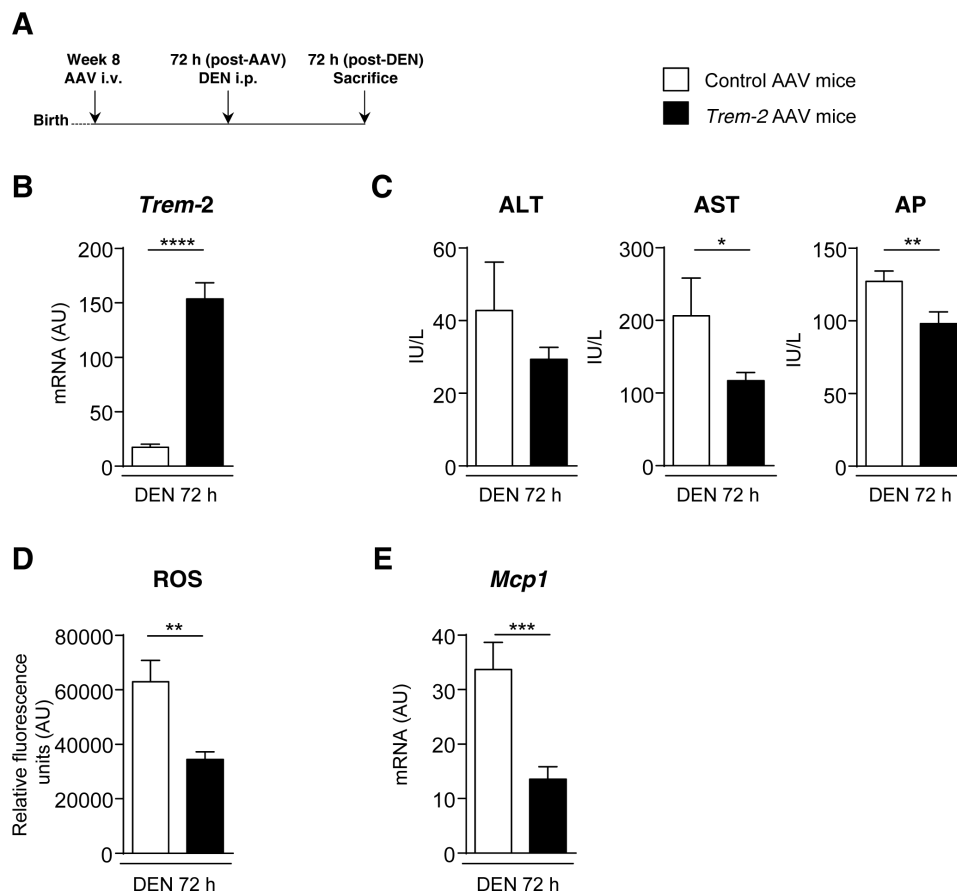 A
Week 8
AAV i.v.
72 h (post-AAV)
DEN i.p.
72 h (post-DEN)
Sacrifice
Birth
Control AAV mice
Trem-2 AAV mice
B
Trem-2
****
200
150
100
50
0
mRNA (AU)
DEN 72 h
C
ALT
60
40
20
0
IU/L
DEN 72 h
AST
*
300
200
100
0
IU/L
DEN 72 h
AP
**
150
100
50
0
IU/L
DEN 72 h
D
ROS
**
80000
60000
40000
20000
0
Relative fluorescence
units (AU)
DEN 72 h
E
Mcp1
***
40
30
20
10
0
mRNA (AU)
DEN 72 h